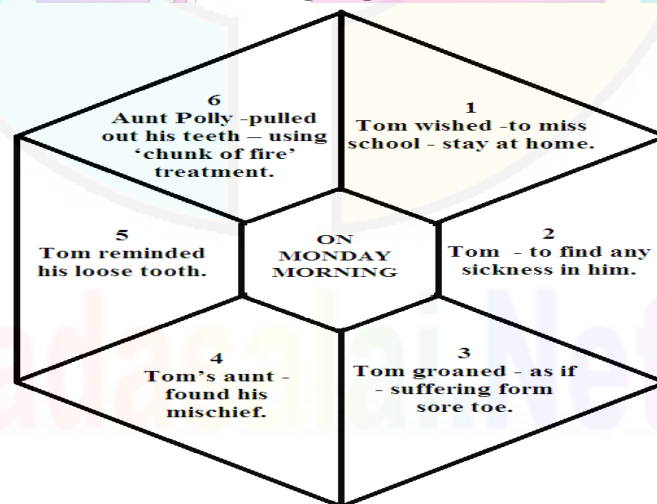 1
Tom wished -to miss
school - stay at home.
2
Tom  - to find any
sickness in him.
3
Tom groaned - as if
- suffering form
sore toe.
4
Tom's aunt -
found his
mischief.
5
Tom reminded
his loose tooth.
6
Aunt Polly -pulled
out his teeth – using
‘chunk of fire’
treatment.
ON
MONDAY
MORNING
adasalai.Net